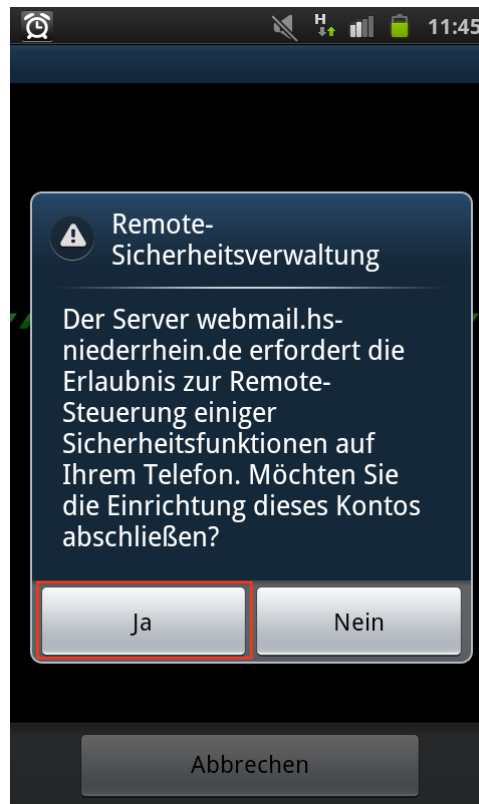 H 11:45
Remote-
Sicherheitsverwaltung
Der Server webmail.hs-
niederrhein.de erfordert die
Erlaubnis zur Remote-
Steuerung einiger
Sicherheitsfunktionen auf
Ihrem Telefon. Möchten Sie
die Einrichtung dieses Kontos
abschließen?
Ja Nein
Abbrechen